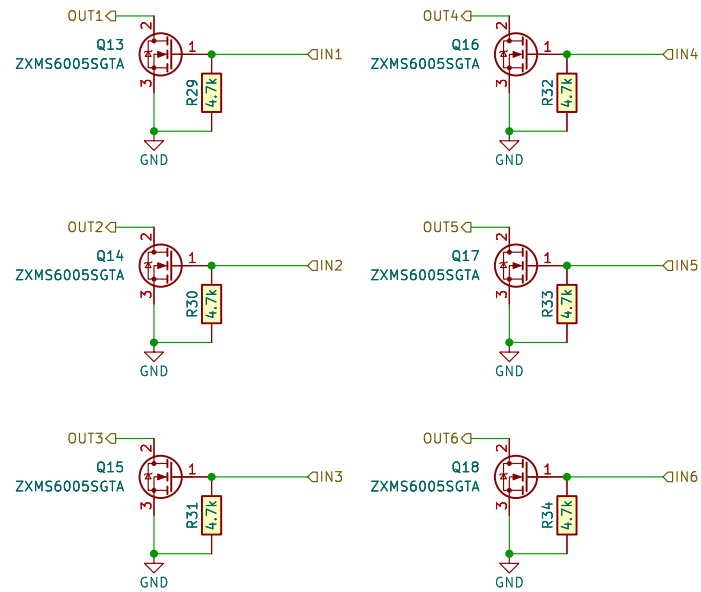 OUT1
2
Q13
1
IN1
ZXMS6005SGTA
3
R29
4.7k
GND
OUT4
2
Q16
1
IN4
ZXMS6005SGTA
3
R32
4.7k
GND
OUT2
2
Q14
1
IN2
ZXMS6005SGTA
3
R30
4.7k
GND
OUT5
2
Q17
1
IN5
ZXMS6005SGTA
3
R33
4.7k
GND
OUT3
2
Q15
1
IN3
ZXMS6005SGTA
3
R31
4.7k
GND
OUT6
2
Q18
1
IN6
ZXMS6005SGTA
3
R34
4.7k
GND